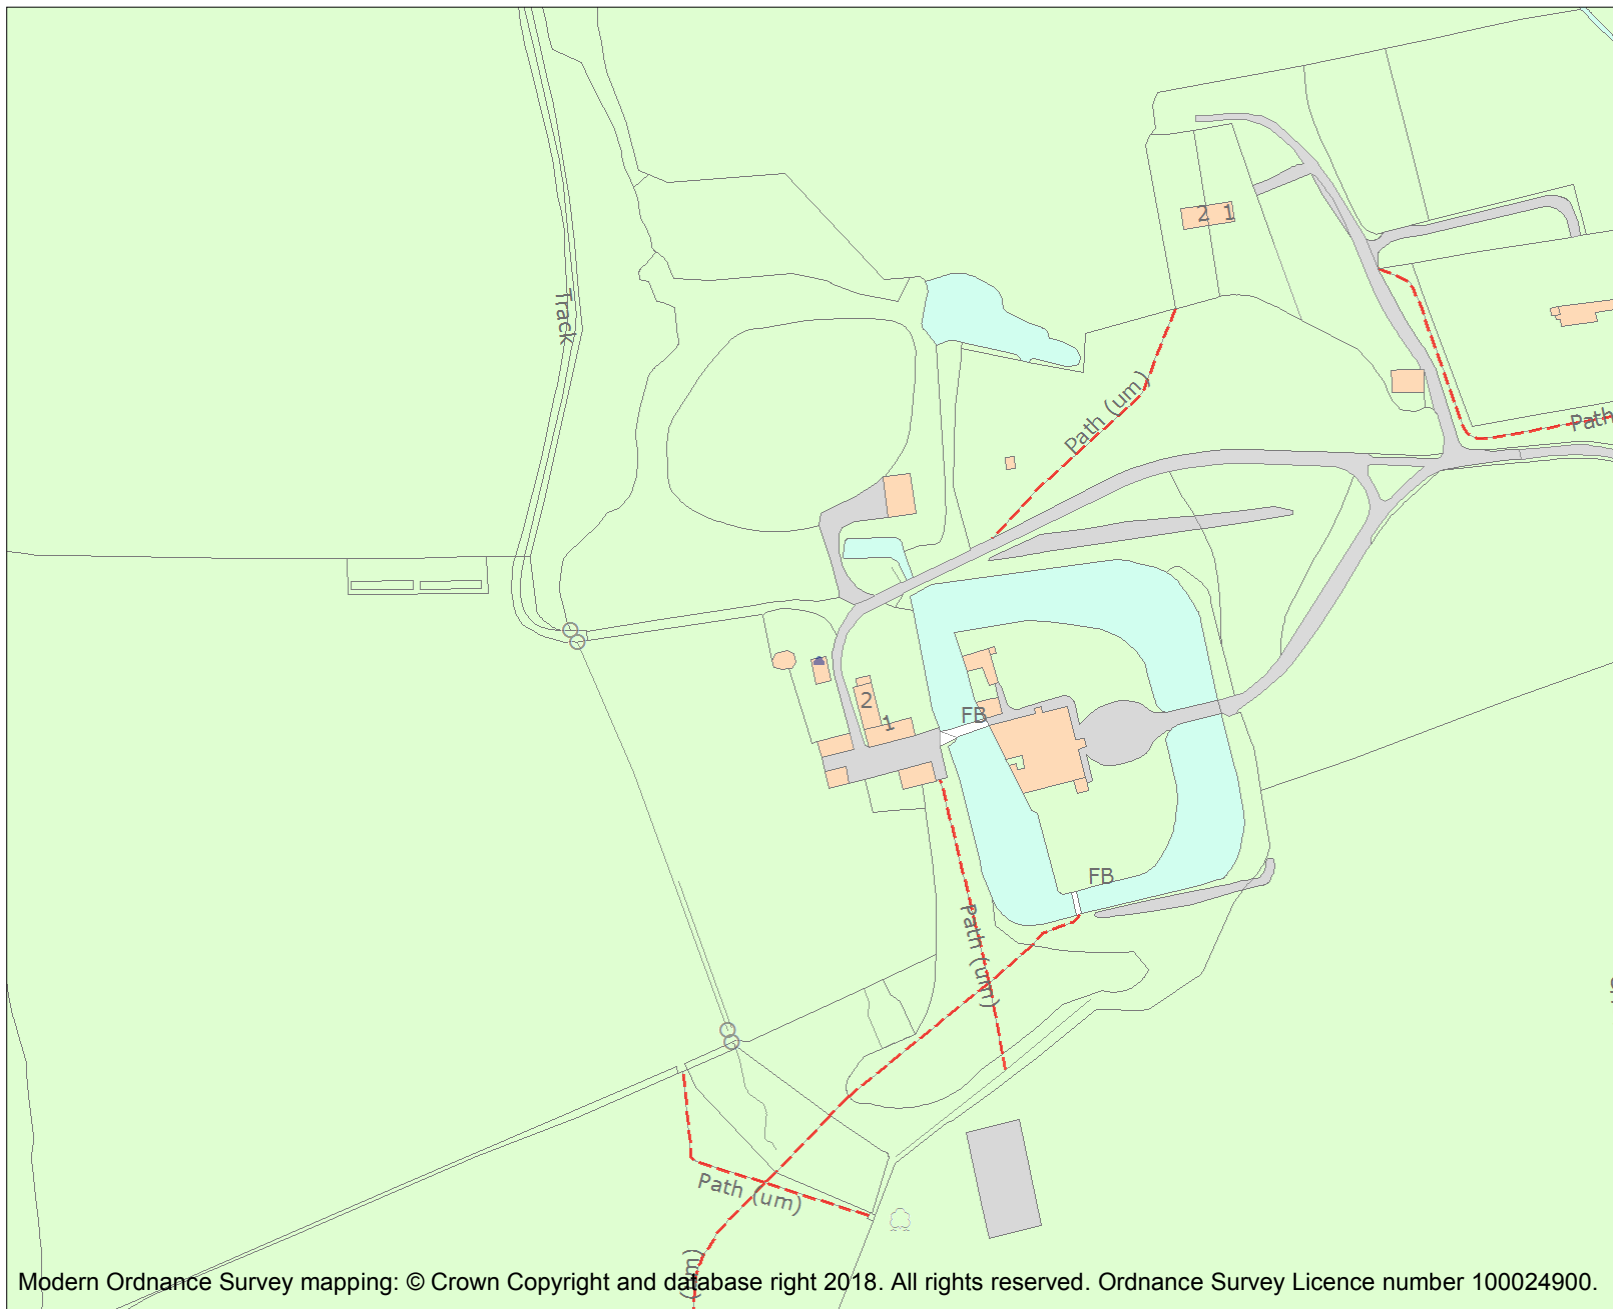 2 1
Track
Path (um)
Path
2
1
FB
FB
Path (um)
Path (um)
Modern Ordnance Survey mapping: © Crown Copyright and database right 2018. All rights reserved. Ordnance Survey Licence number 100024900.